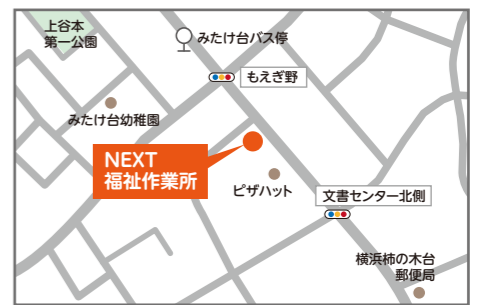 上谷本
第一公園
みたけ台バス停
もえぎ野
みたけ台幼稚園
NEXT
福祉作業所
ピザハット
文書センター北側
横浜柿の木台
郵便局